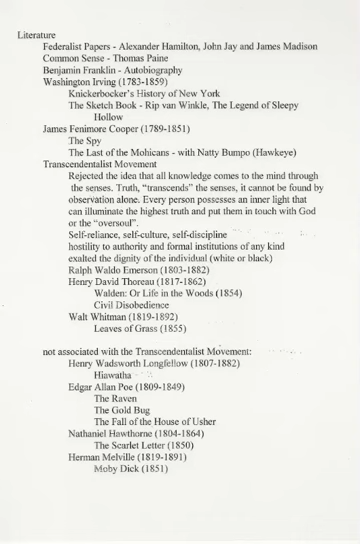 Literature
Federalist Papers - Alexander Hamilton, John Jay and James Madison
Common Sense - Thomas Paine
Benjamin Franklin - Autobiography
Washington Irving (1783-1859)
Knickerbocker's History of New York
The Sketch Book - Rip van Winkle, The Legend of Sleepy
Hollow
James Fenimore Cooper (1789-1851)
The Spy
The Last of the Mohicans - with Natty Bumpo (Hawkeye)
Transcendentalist Movement
Rejected the idea that all knowledge comes to the mind through
the senses. Truth, "transcends" the senses, it cannot be found by
observation alone. Every person possesses an inner light that
can illuminate the highest truth and put them in touch with God
or the "oversoul".
Self-reliance, self-culture, self-discipline
hostility to authority and formal institutions of any kind
exalted the dignity of the individual (white or black)
Ralph Waldo Emerson (1803-1882)
Henry David Thoreau (1817-1862)
Walden: Or Life in the Woods (1854)
Civil Disobedience
Walt Whitman (1819-1892)
Leaves of Grass (1855)
not associated with the Transcendentalist Movement:
Henry Wadsworth Longfellow (1807-1882)
Hiawatha
Edgar Allan Poe (1809-1849)
The Raven
The Gold Bug
The Fall of the House of Usher
Nathaniel Hawthorne (1804-1864)
The Scarlet Letter (1850)
Herman Melville (1819-1891)
Moby Dick (1851)